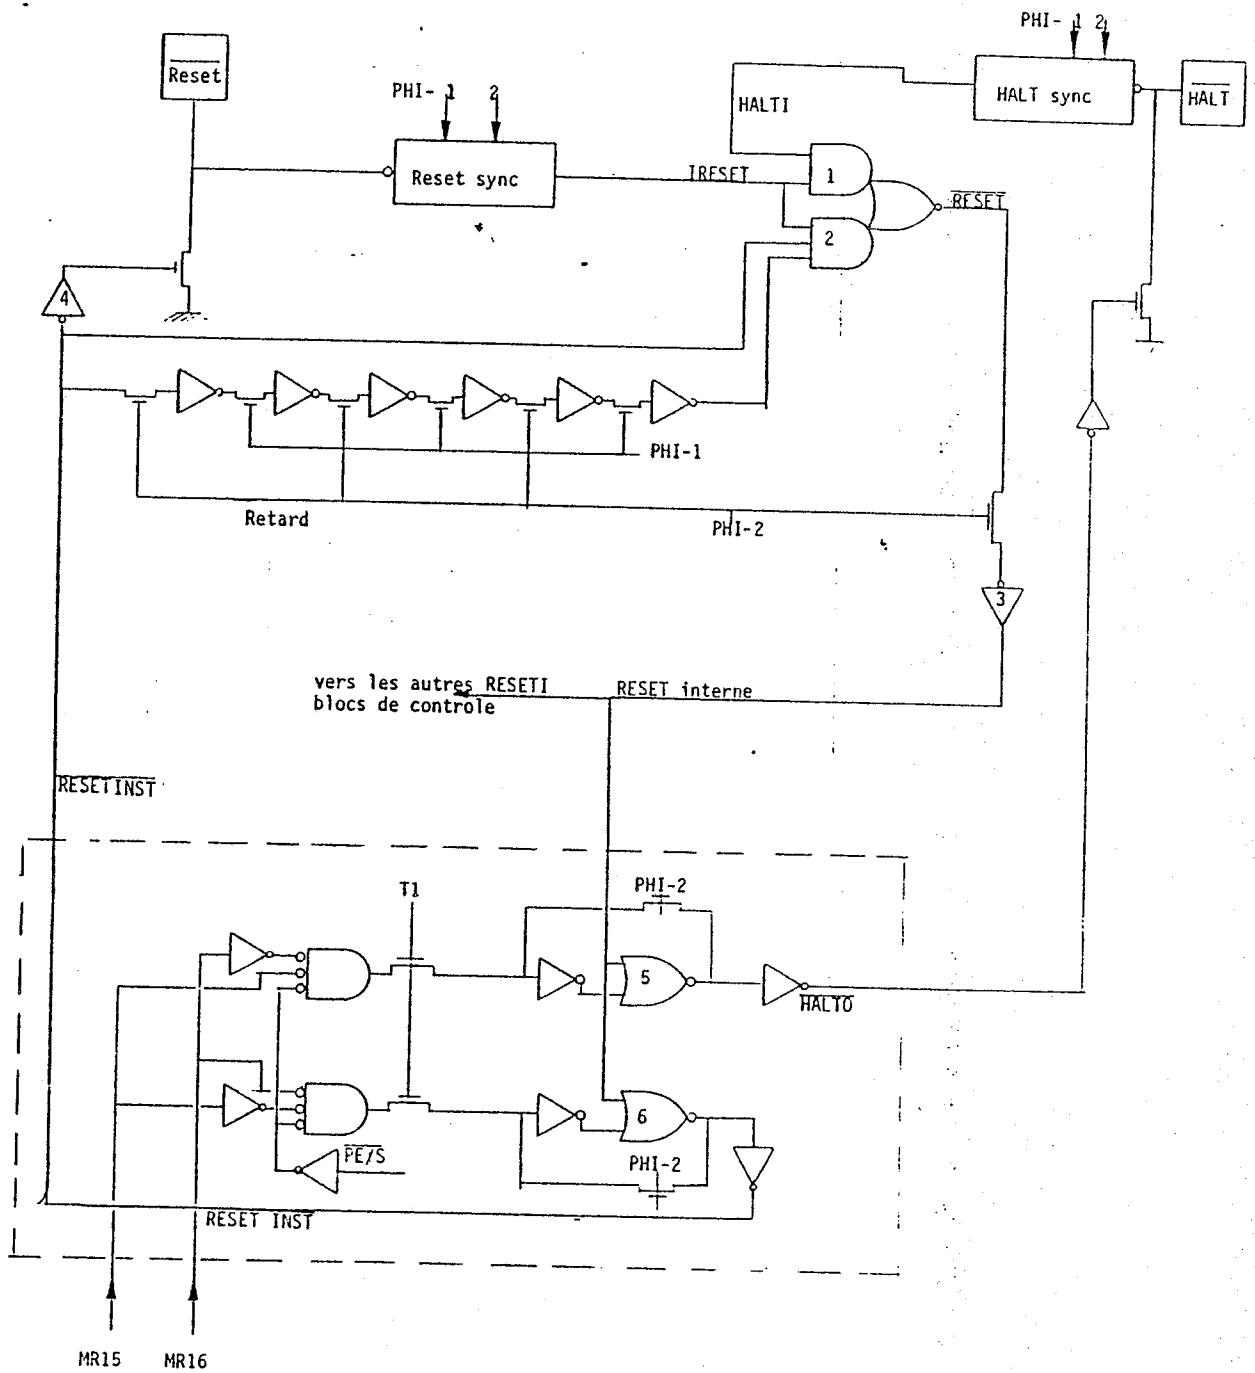 PHI- 1 2
Reset
PHI- 1 2
HALT sync
HALT
HALTI
Reset sync
IRESET
1
RESET
2
4
PHI-1
Retard
PHI-2
3
vers les autres RESETI
blocs de controle
RESET interne
RESETINST
T1
PHI-2
5
HALTO
6
PE/S
PHI-2
RESET INST
MR15 MR16